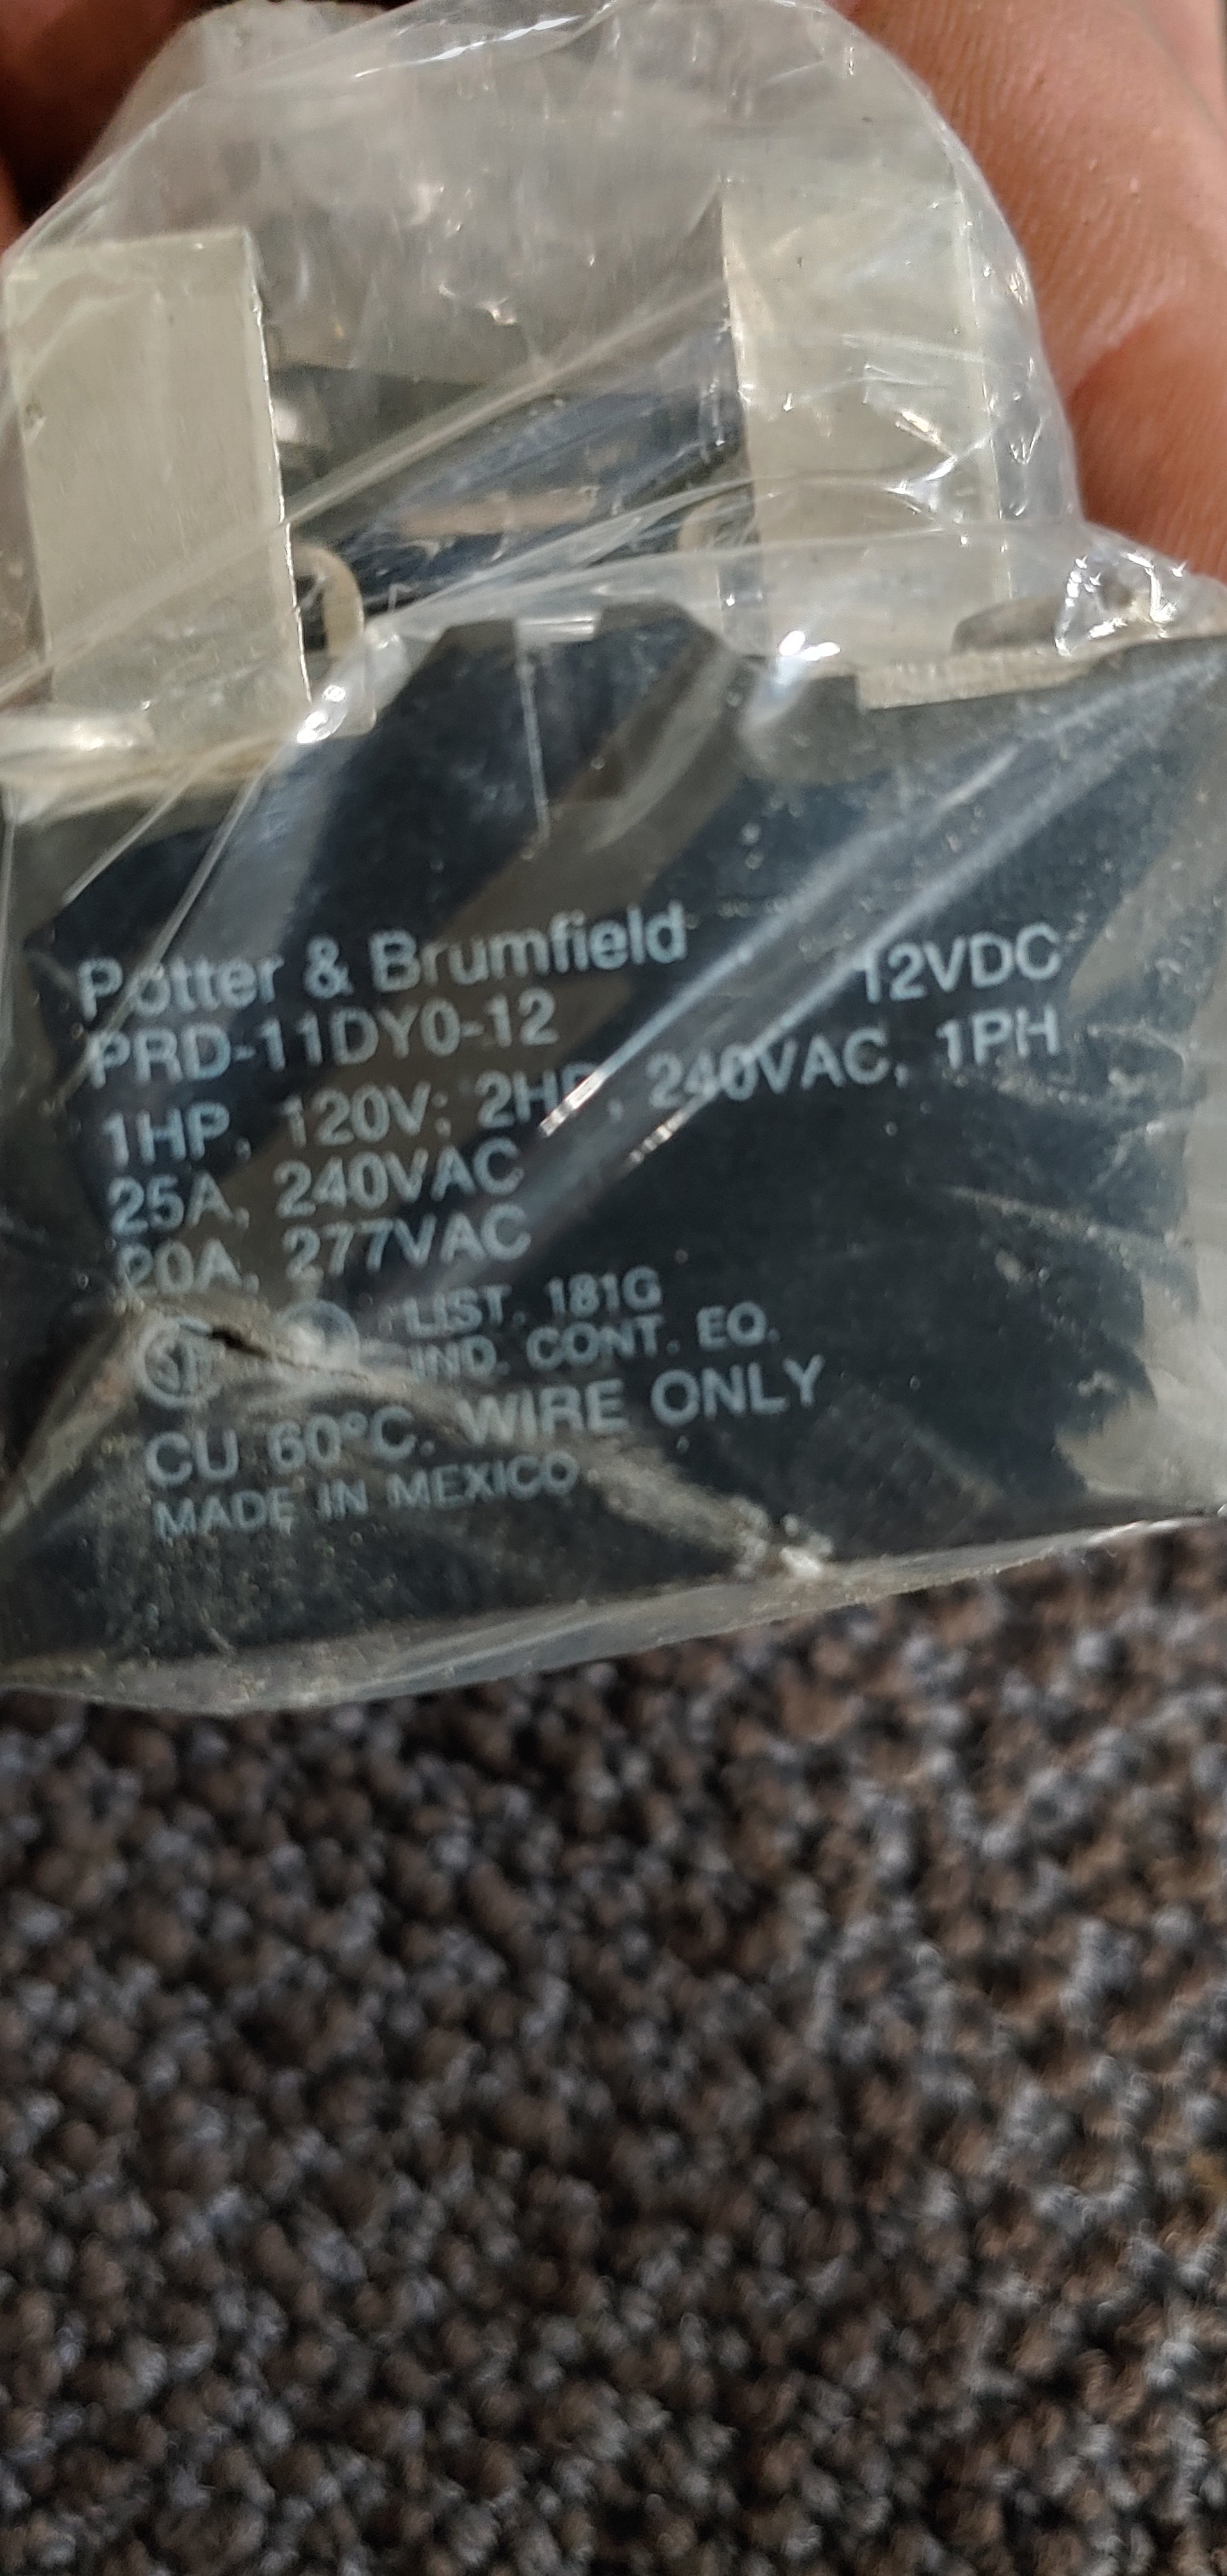 Potter & Brumfield 12VDC
PRD-11DY0-12
1HP, 120V; 2HP, 240VAC, 1PH
25A, 240VAC
20A, 277VAC
LIST. 181G
IND. CONT. EQ.
CU 60°C. WIRE ONLY
MADE IN MEXICO